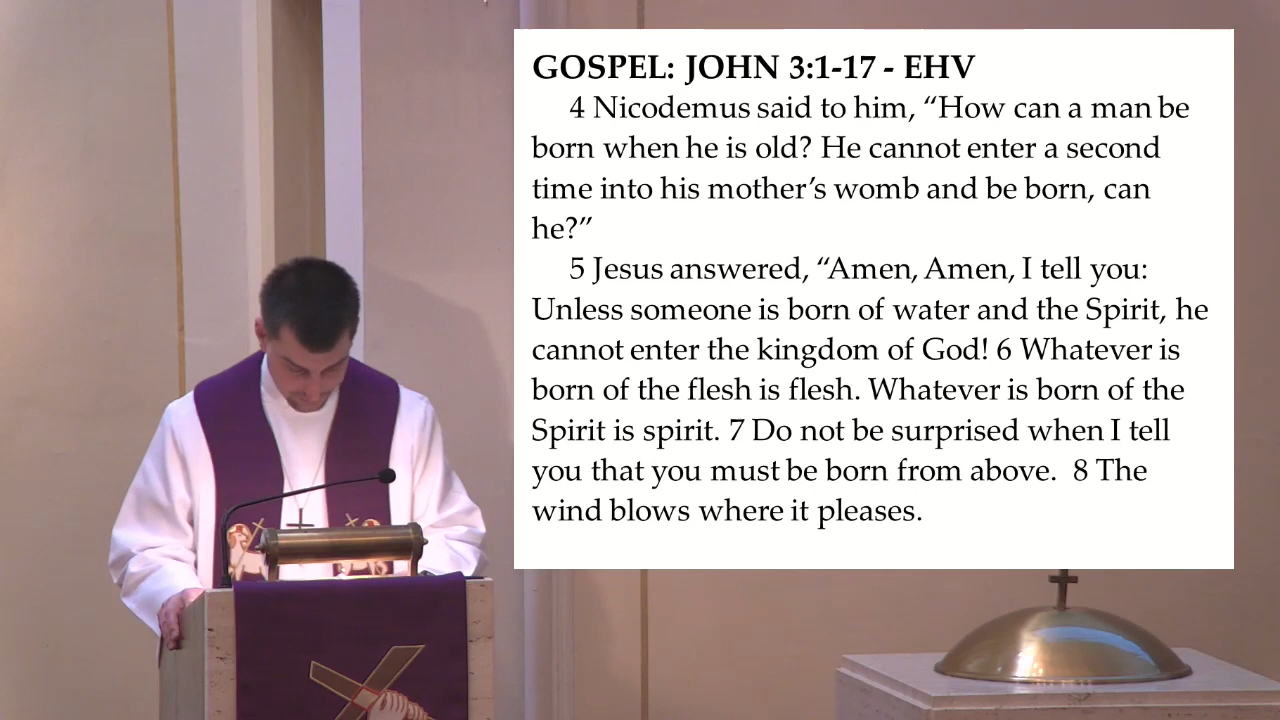 GOSPEL: JOHN 3:1-17 - EHV
4 Nicodemus said to him, “How can a man be
born when he is old? He cannot enter a second
time into his mother’s womb and be born, can
he?”
5 Jesus answered, “Amen, Amen, I tell you:
Unless someone is born of water and the Spirit, he
cannot enter the kingdom of God! 6 Whatever is
born of the flesh is flesh. Whatever is born of the
Spirit is spirit. 7 Do not be surprised when I tell
you that you must be born from above.  8 The
wind blows where it pleases.